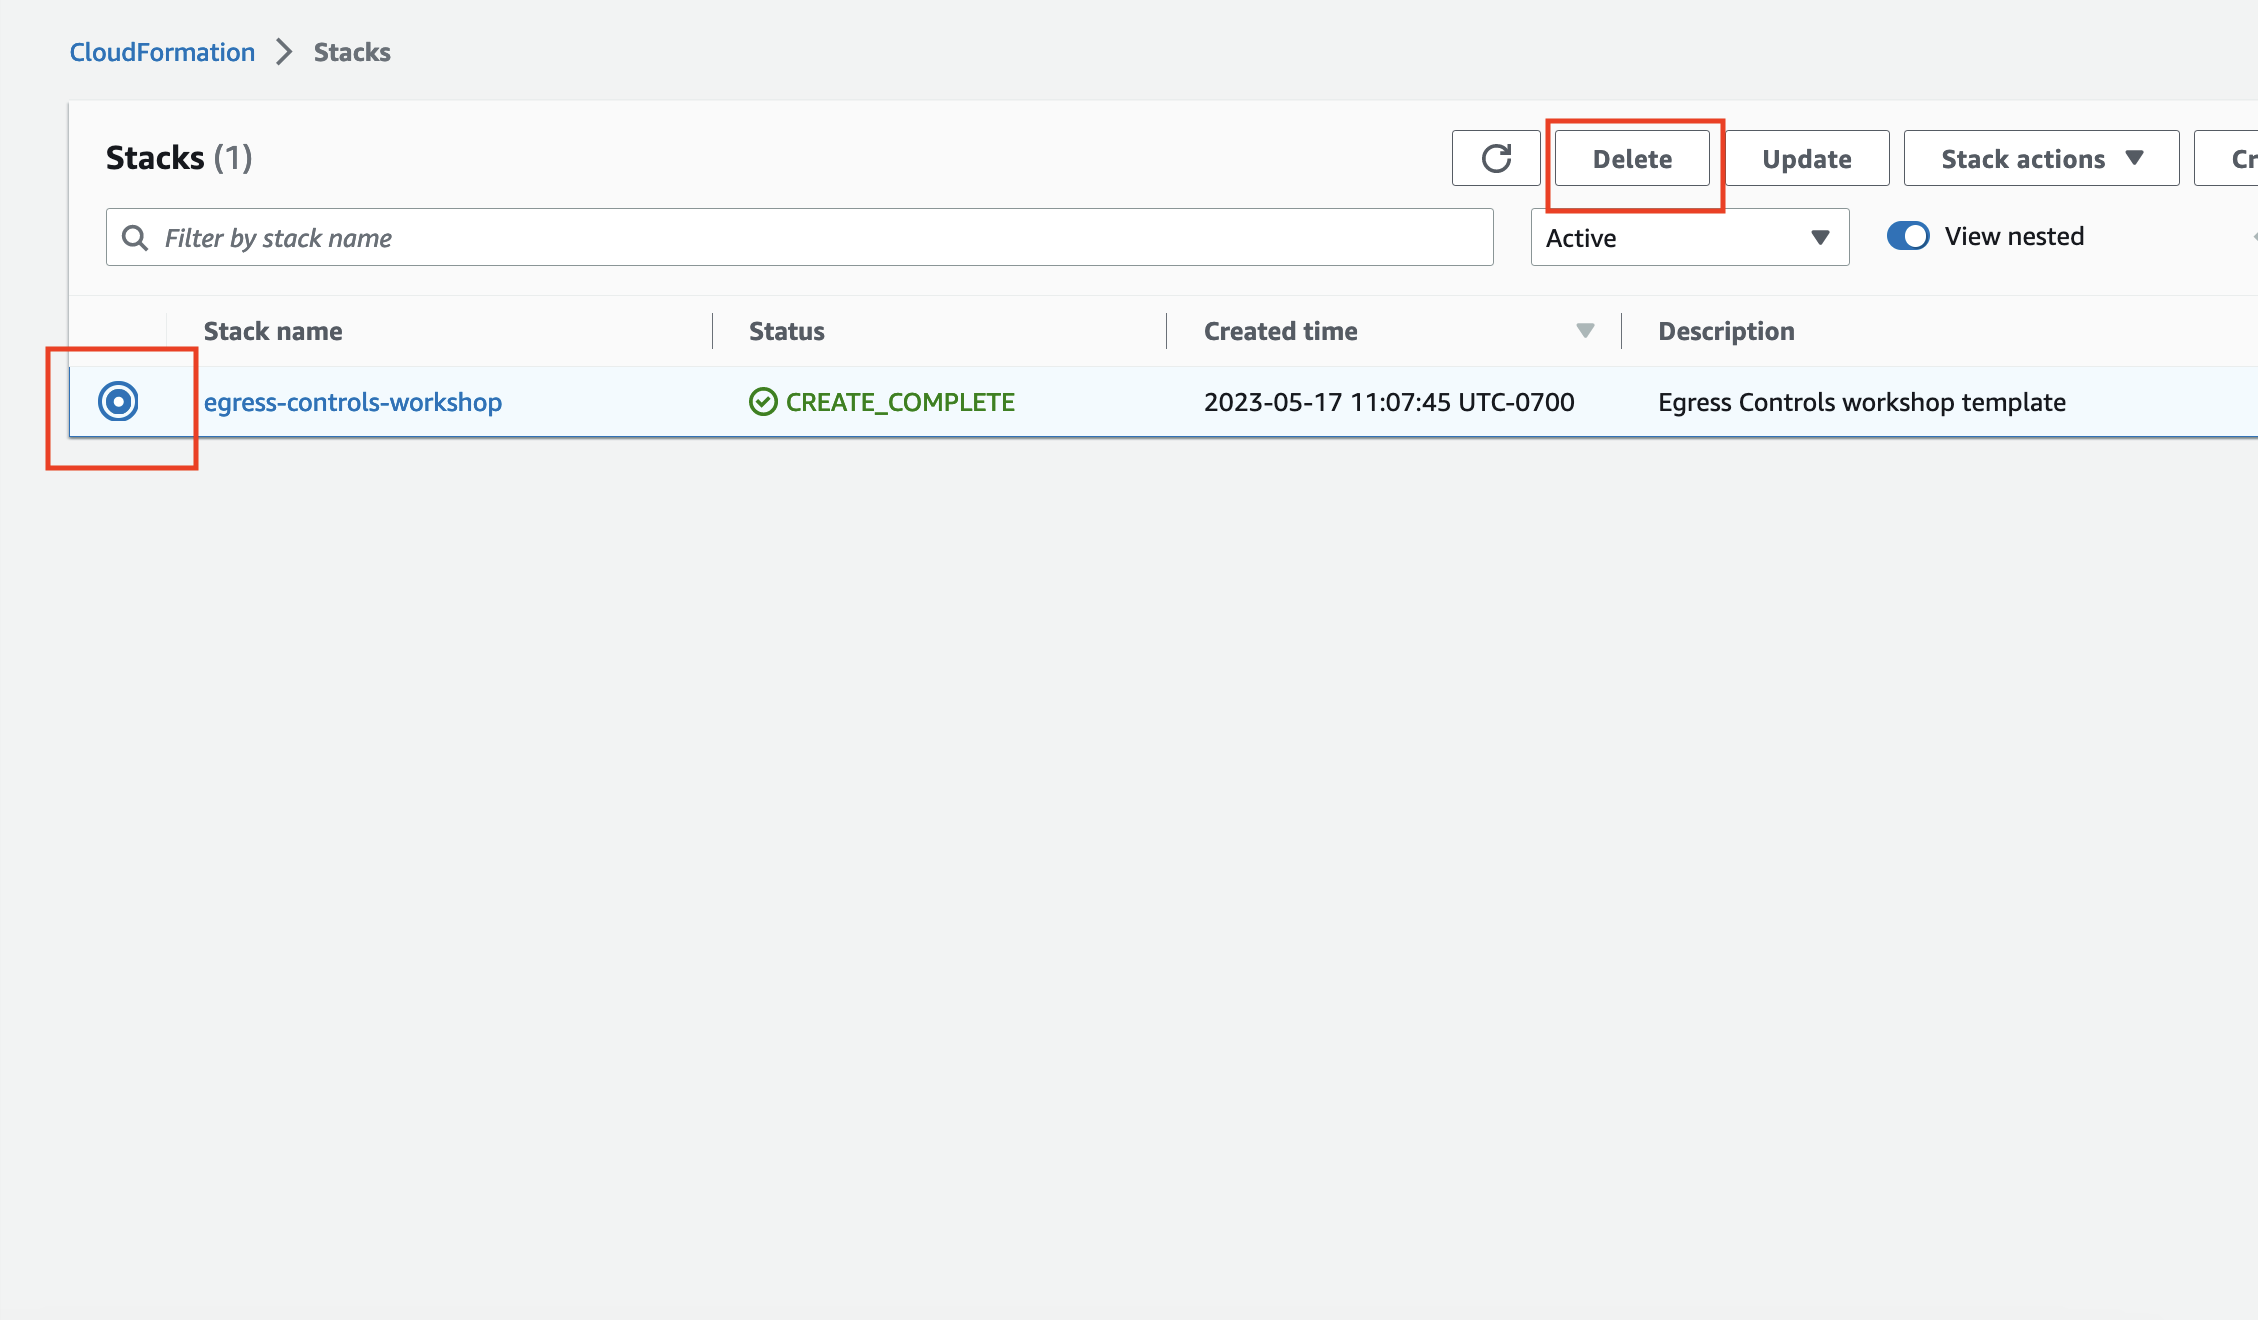 CloudFormation > Stacks
Stacks (1)
Delete
Update
Stack actions
Filter by stack name
Active
View nested
Stack name Status Created time Description
egress-controls-workshop CREATE_COMPLETE 2023-05-17 11:07:45 UTC-0700 Egress Controls workshop template